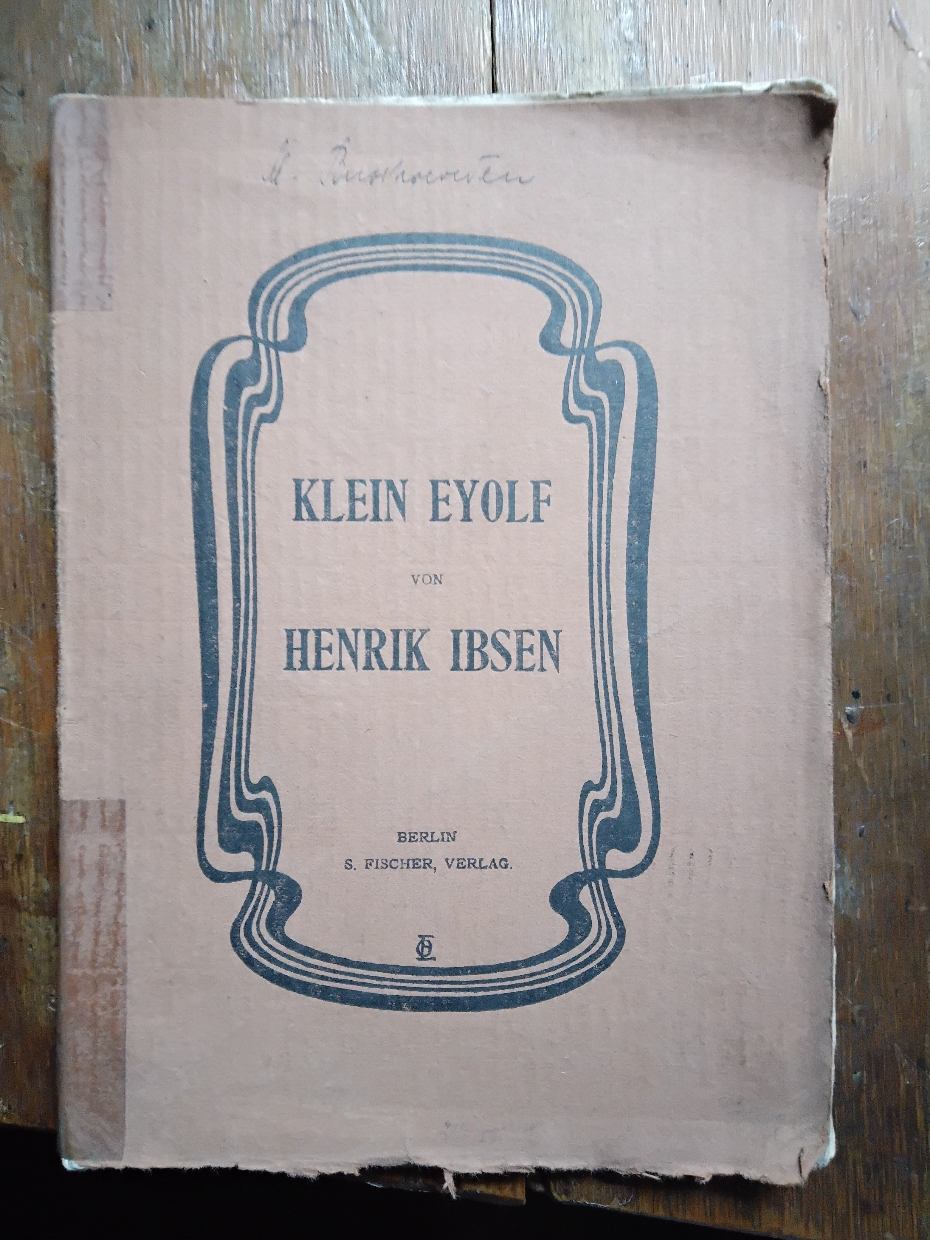 KLEIN EYOLF
VON
HENRIK IBSEN
BERLIN
S. FISCHER, VERLAG.